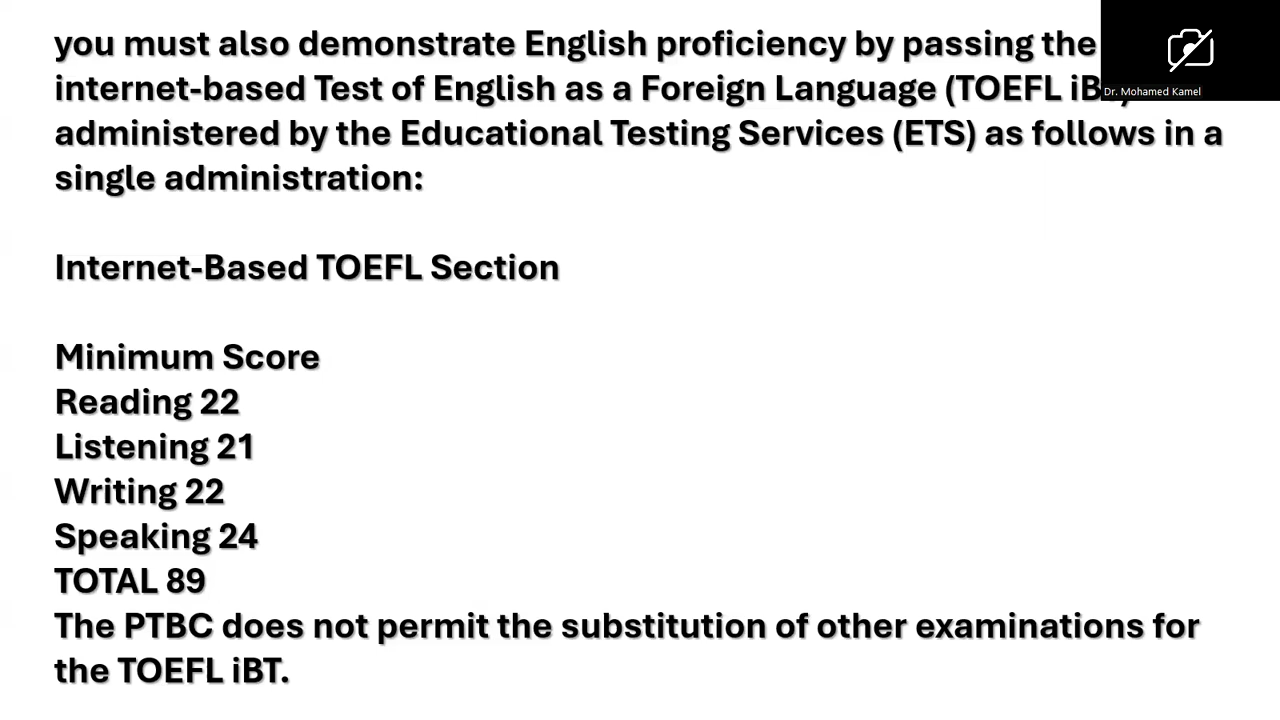 you must also demonstrate English proficiency by passing the
internet-based Test of English as a Foreign Language (TOEFL
administered by the Educational Testing Services (ETS) as follows in a
single administration:
Internet-Based TOEFL Section
Minimum Score
Reading 22
Listening 21
Writing 22
Speaking 24
TOTAL 89
The PTBC does not permit the substitution of other examinations for
the TOEFL iBT.
Dr. Mohamed Kamel